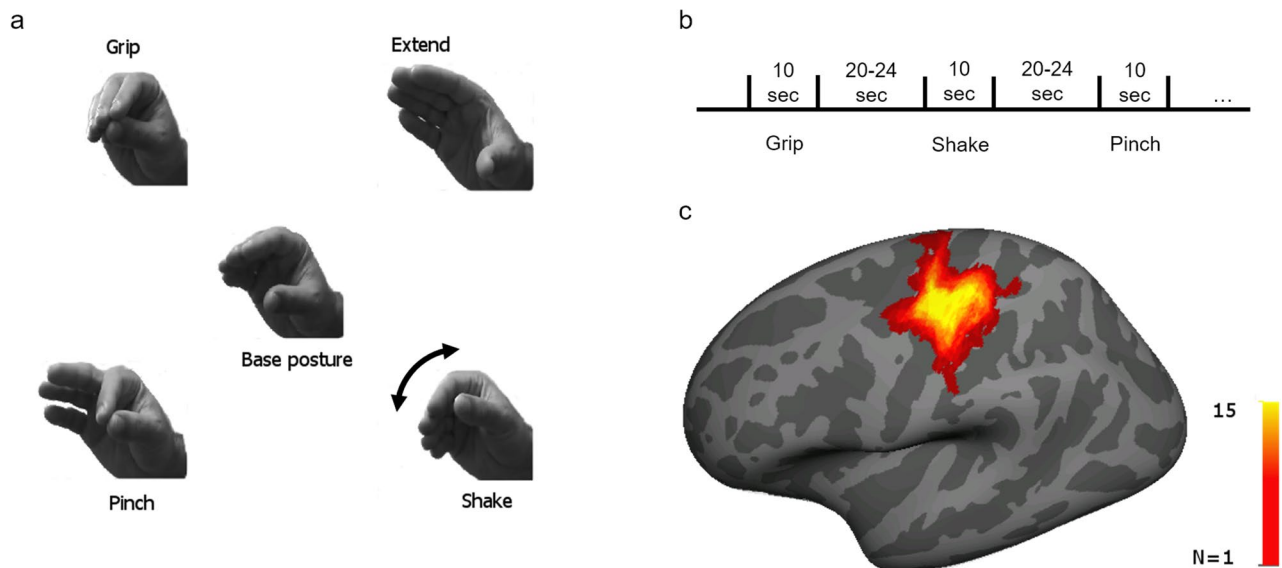 a
Grip
Extend
Base posture
Pinch
Shake
b
10
sec
20-24
sec
10
sec
20-24
sec
10
sec
...
Grip
Shake
Pinch
c
15
N=1